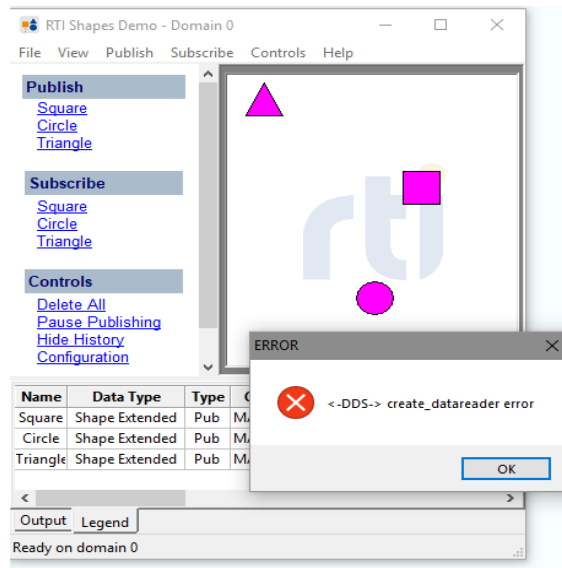 RTI Shapes Demo - Domain 0
File View Publish Subscribe Controls Help
Publish
Square
Circle
Triangle
Subscribe
Square
Circle
Triangle
Controls
Delete All
Pause Publishing
Hide History
Configuration
rti
ERROR
<-DDS-> create_datareader error
OK
Name Data Type Type
Square Shape Extended Pub
Circle Shape Extended Pub
Triangle Shape Extended Pub
Output Legend
Ready on domain 0